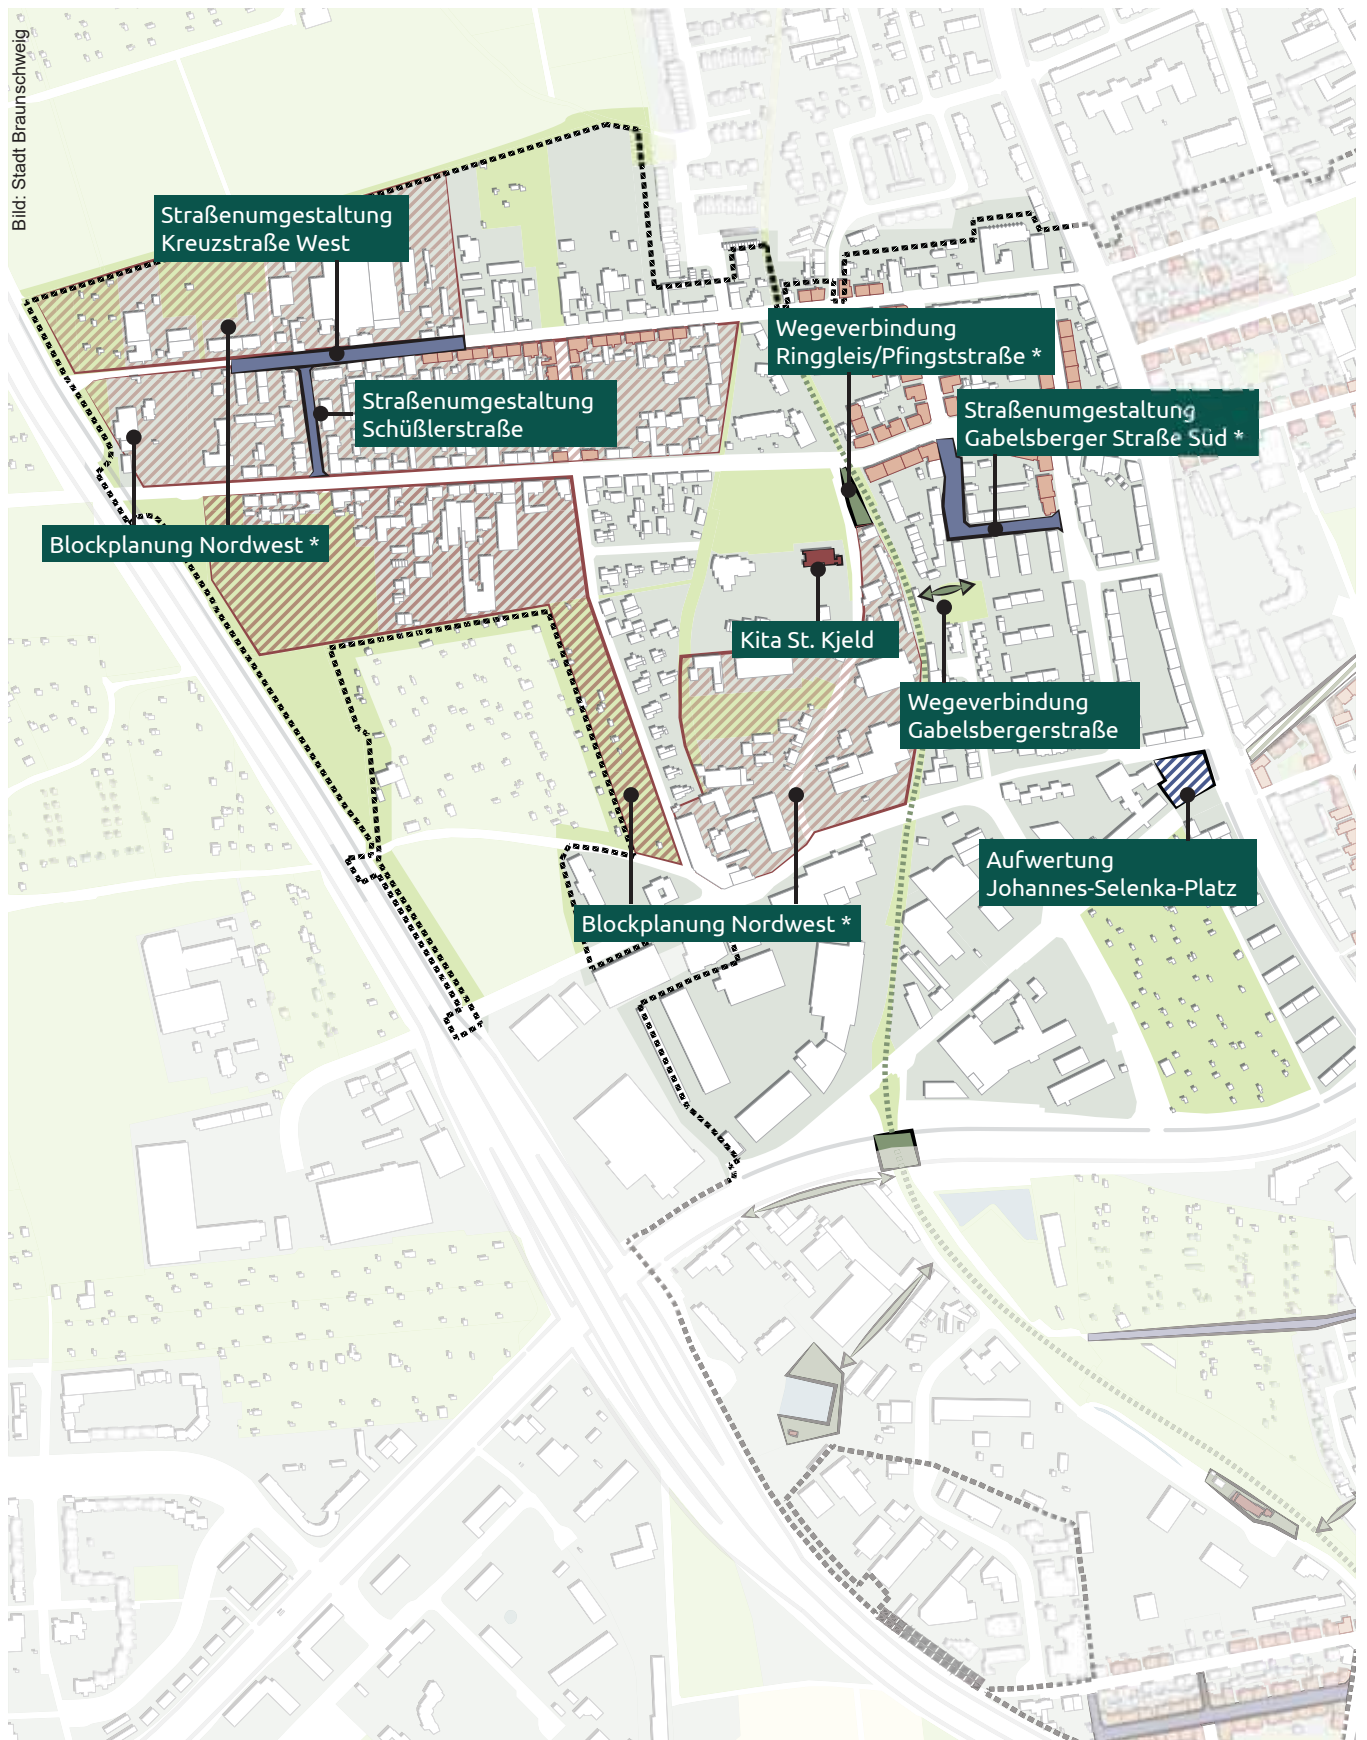 Bild: Stadt Braunschweig
Straßenumgestaltung
Kreuzstraße West
Wegeverbindung
Ringgleis/Pfingststraße *
Straßenumgestaltung
Schüßlerstraße
Straßenumgestaltung
Gabelsberger Straße Süd *
Blockplanung Nordwest *
Kita St. Kjeld
Wegeverbindung
Gabelsbergerstraße
Aufwertung
Johannes-Selenka-Platz
Blockplanung Nordwest *